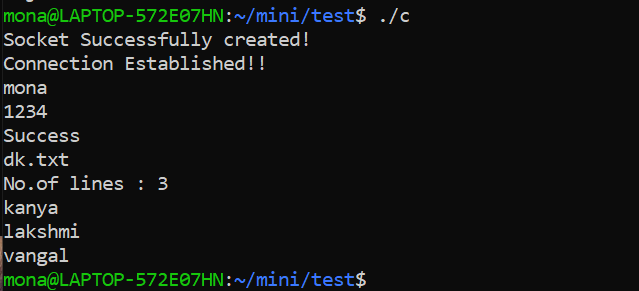 mona@LAPTOP-572E07HN:~/mini/test$ ./c
Socket Successfully created!
Connection Established!!
mona
1234
Success
dk.txt
No.of lines : 3
kanya
lakshmi
vangal
mona@LAPTOP-572E07HN:~/mini/test$